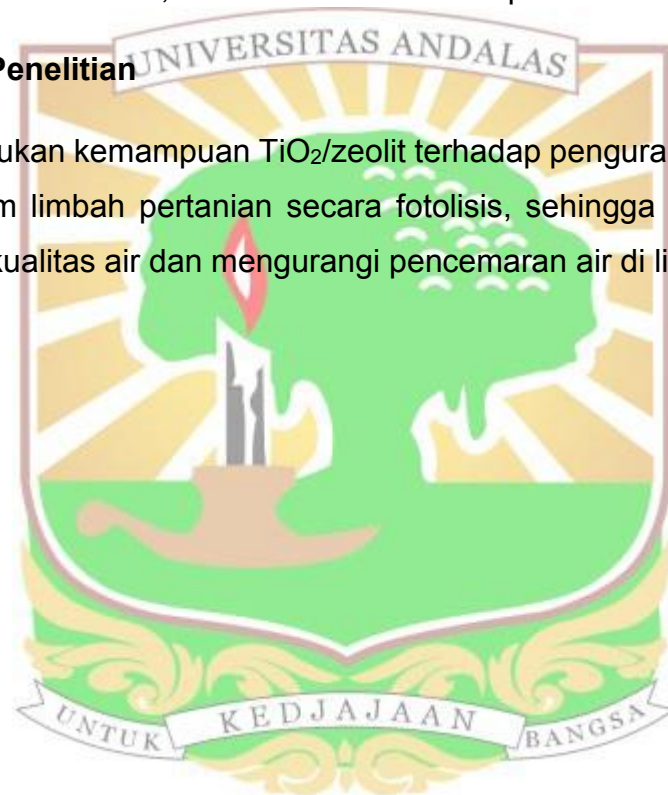 UNIVERSITAS ANDALAS
Penelitian
ukan kemampuan TiO₂/zeolit terhadap pengura
m limbah pertanian secara fotolisis, sehingga
kualitas air dan mengurangi pencemaran air di li
UNTUK KEDJAJAAN BANGSA